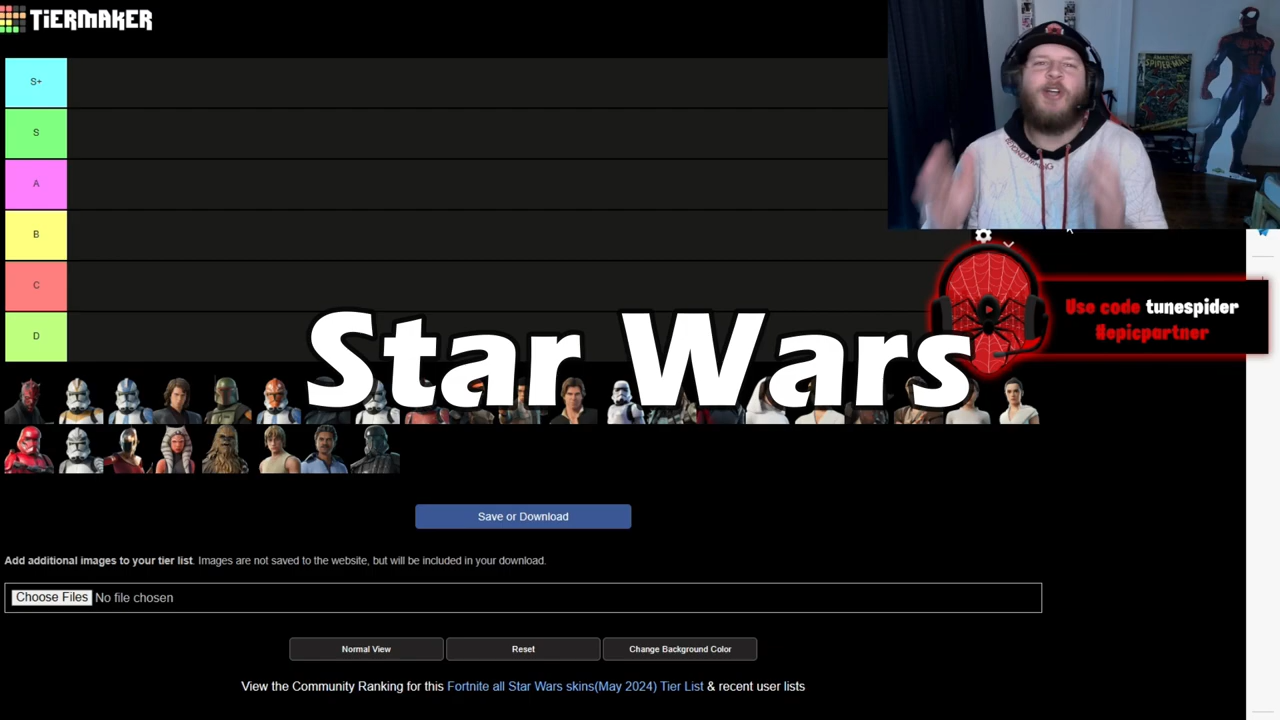 TiERMAKER
S+
S
A
B
C
D
Star Wars
Use code tunespider
#epicpartner
Save or Download
Add additional images to your tier list. Images are not saved to the website, but will be included in your download.
Choose Files No file chosen
Normal View
Reset
Change Background Color
View the Community Ranking for this Fortnite all Star Wars skins(May 2024) Tier List & recent user lists